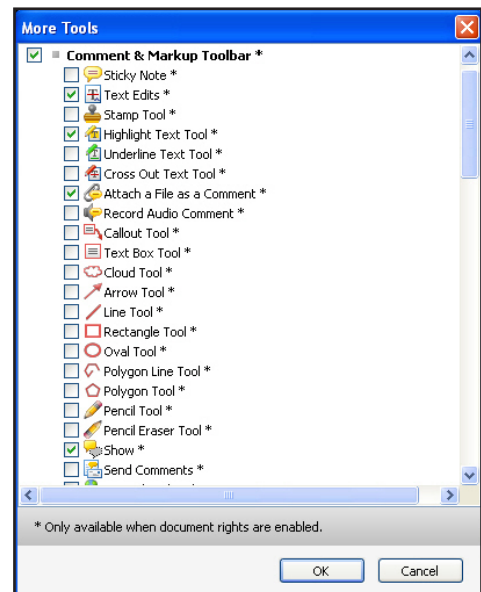 More Tools
Comment & Markup Toolbar *
Sticky Note *
Text Edits *
Stamp Tool *
Highlight Text Tool *
Underline Text Tool *
Cross Out Text Tool *
Attach a File as a Comment *
Record Audio Comment *
Callout Tool *
Text Box Tool *
Cloud Tool *
Arrow Tool *
Line Tool *
Rectangle Tool *
Oval Tool *
Polygon Line Tool *
Polygon Tool *
Pencil Tool *
Pencil Eraser Tool *
Show *
Send Comments *
* Only available when document rights are enabled.
OK Cancel